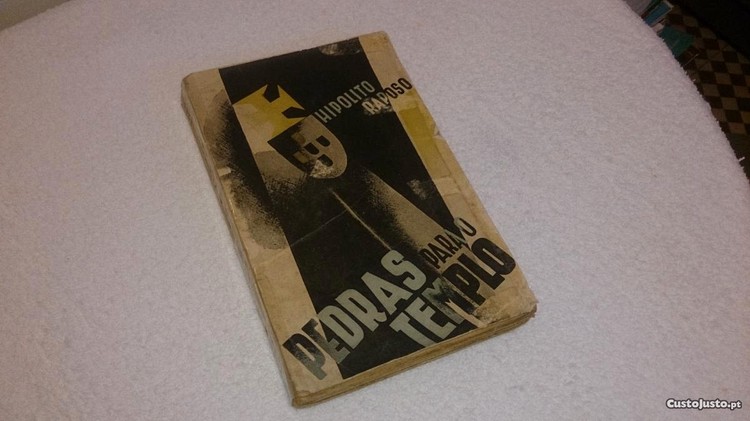 HIPOLITO
RAPOSO
PEDRAS
PARA O
TEMPLO
CustoJusto.pt